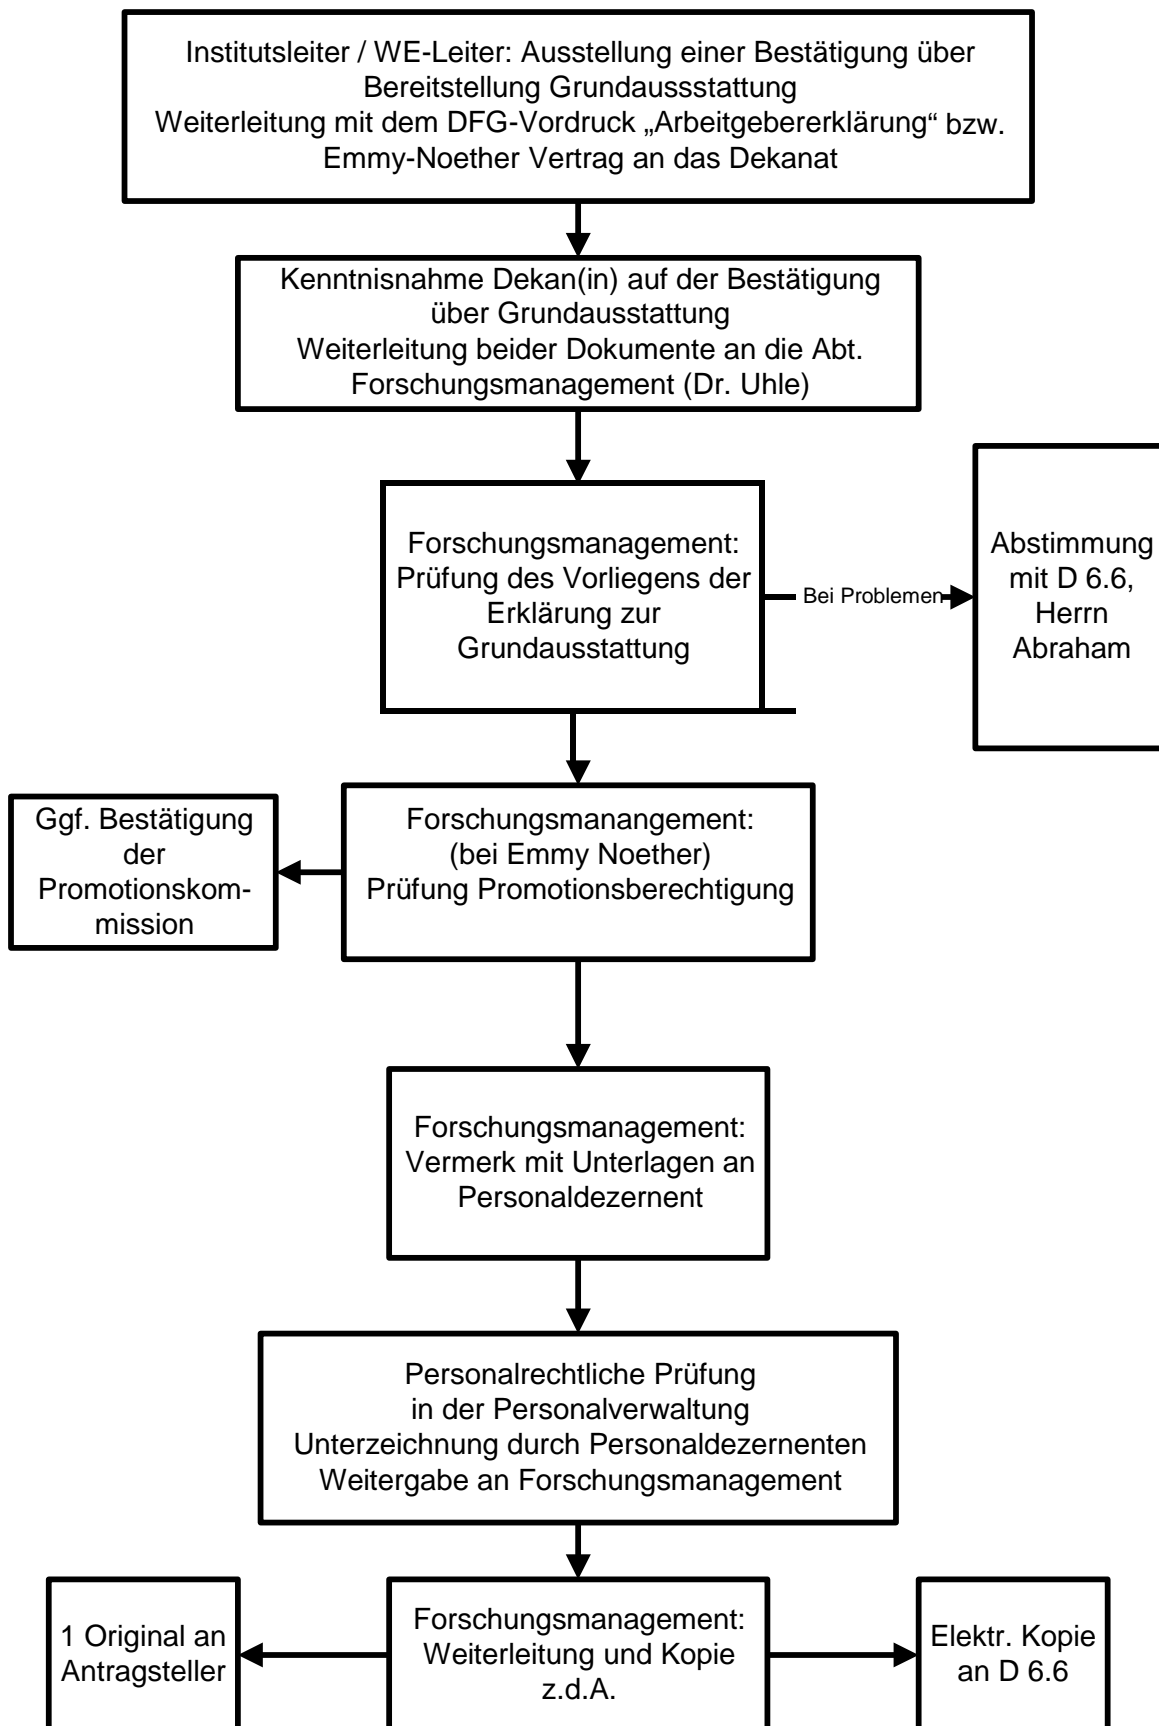 Institutsleiter / WE-Leiter: Ausstellung einer Bestätigung über
Bereitstellung Grundaussstattung
Weiterleitung mit dem DFG-Vordruck „Arbeitgebererklärung“ bzw.
Emmy-Noether Vertrag an das Dekanat
Kenntnisnahme Dekan(in) auf der Bestätigung
über Grundausstattung
Weiterleitung beider Dokumente an die Abt.
Forschungsmanagement (Dr. Uhle)
Forschungsmanagement:
Prüfung des Vorliegens der
Erklärung zur
Grundausstattung
Bei Problemen
Abstimmung
mit D 6.6,
Herrn
Abraham
Ggf. Bestätigung
der
Promotionskom-
mission
Forschungsmanangement:
(bei Emmy Noether)
Prüfung Promotionsberechtigung
Forschungsmanagement:
Vermerk mit Unterlagen an
Personaldezernent
Personalrechtliche Prüfung
in der Personalverwaltung
Unterzeichnung durch Personaldezernenten
Weitergabe an Forschungsmanagement
1 Original an
Antragsteller
Forschungsmanagement:
Weiterleitung und Kopie
z.d.A.
Elektr. Kopie
an D 6.6